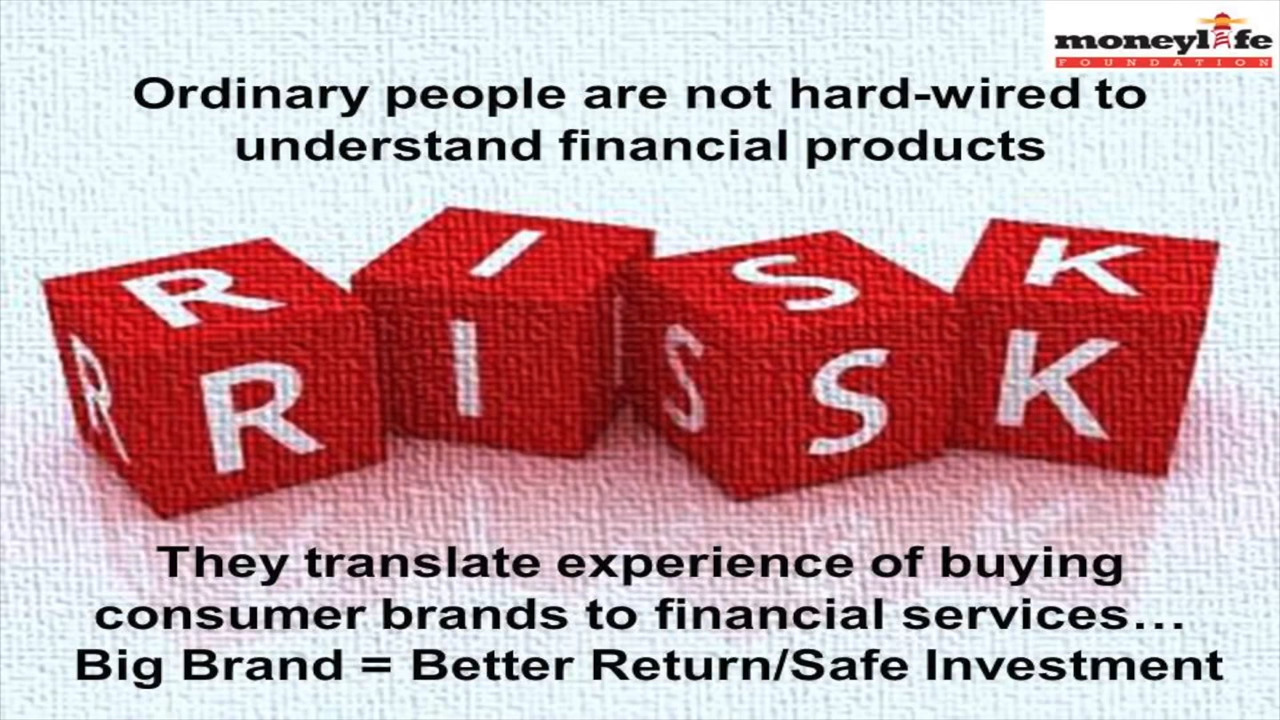 moneylife
FOUNDATION
Ordinary people are not hard-wired to
understand financial products
R I S K
R R I I S S K
They translate experience of buying
consumer brands to financial services…
Big Brand = Better Return/Safe Investment